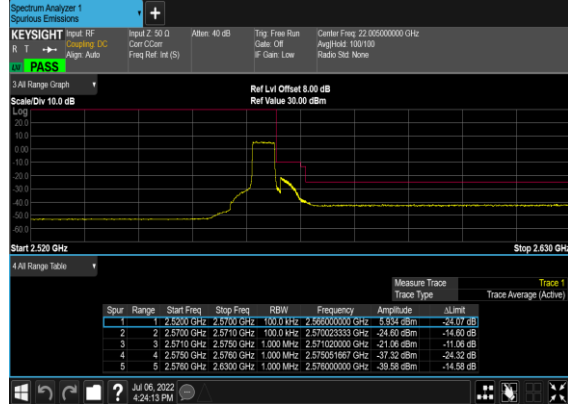 Spectrum Analyzer 1
Spurious Emissions
+
KEYSIGHT Input: RF Input Z: 50 Ω Atten: 40 dB Trig: Free Run Center Freq: 22.005000000 GHz
R T Coupling: DC Corr CCorr Gate: Off Avg|Hold: 100/100
Align: Auto Freq Ref: Int (S) IF Gain: Low Radio Std: None
PASS
3 All Range Graph
Ref Lvl Offset 8.00 dB
Scale/Div 10.0 dB Ref Value 30.00 dBm
Log
20.0
10.0
0.00
-10.0
-20.0
-30.0
-40.0
-50.0
-60.0
Start 2.520 GHz Stop 2.630 GHz
4 All Range Table
Measure Trace Trace 1
Trace Type Trace Average (Active)
Spur Range Start Freq Stop Freq RBW Frequency Amplitude ΔLimit
1 1 2.5200 GHz 2.5700 GHz 100.0 kHz 2.566000000 GHz 5.934 dBm -24.07 dB
2 2 2.5700 GHz 2.5710 GHz 100.0 kHz 2.570023333 GHz -24.60 dBm -14.60 dB
3 3 2.5710 GHz 2.5750 GHz 1.000 MHz 2.571020000 GHz -21.06 dBm -11.06 dB
4 4 2.5750 GHz 2.5760 GHz 1.000 MHz 2.575051667 GHz -37.32 dBm -24.32 dB
5 5 2.5760 GHz 2.6300 GHz 1.000 MHz 2.576000000 GHz -39.58 dBm -14.58 dB
? Jul 06, 2022
4:24:13 PM